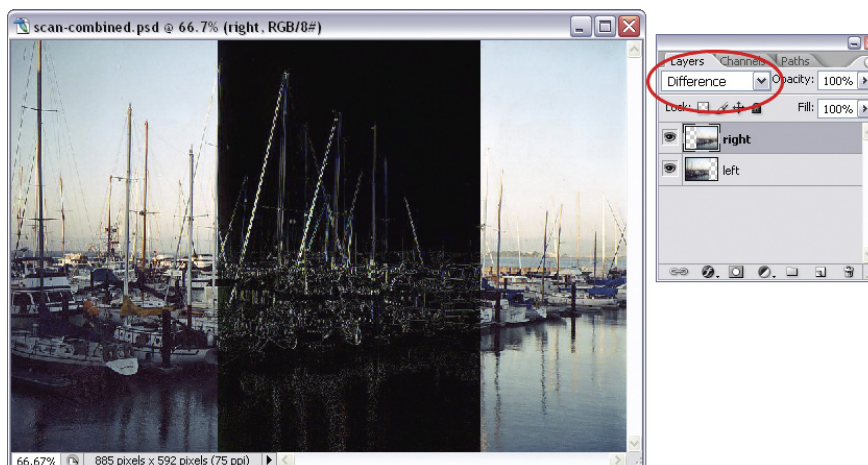 scan-combined.psd @ 66.7% (right, RGB/8#)
Layers Channels Paths
Difference Opacity: 100%
Lock: Fill: 100%
right
left
66.67% 885 pixels x 592 pixels (75 ppi)